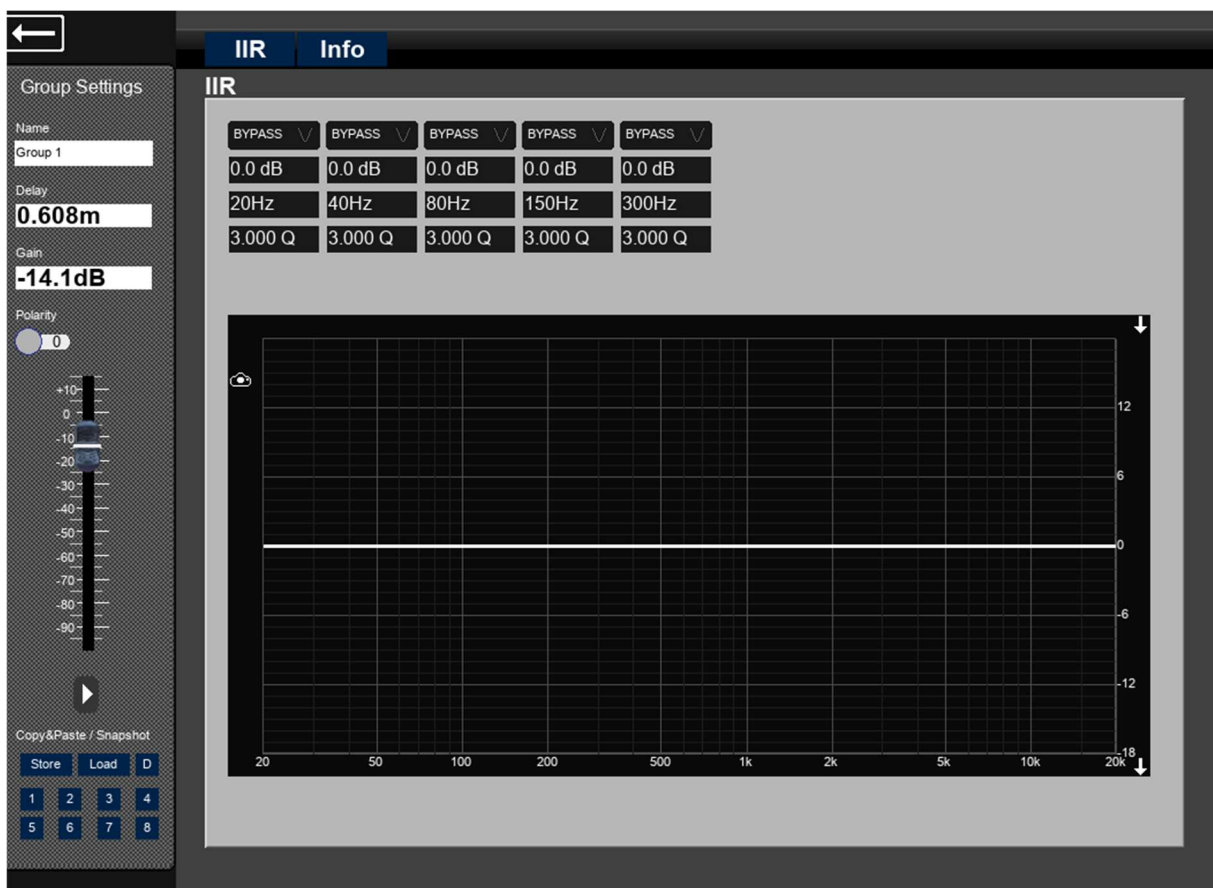 IIR Info
Group Settings
Name
Group 1
Delay
0.608m
Gain
-14.1dB
Polarity
0
+10
0
-10
-20
-30
-40
-50
-60
-70
-80
-90
Copy&Paste / Snapshot
Store Load D
1 2 3 4
5 6 7 8
IIR
BYPASS BYPASS BYPASS BYPASS BYPASS
0.0 dB 0.0 dB 0.0 dB 0.0 dB 0.0 dB
20Hz 40Hz 80Hz 150Hz 300Hz
3.000 Q 3.000 Q 3.000 Q 3.000 Q 3.000 Q
12
6
0
-6
-12
-18
20 50 100 200 500 1k 2k 5k 10k 20k